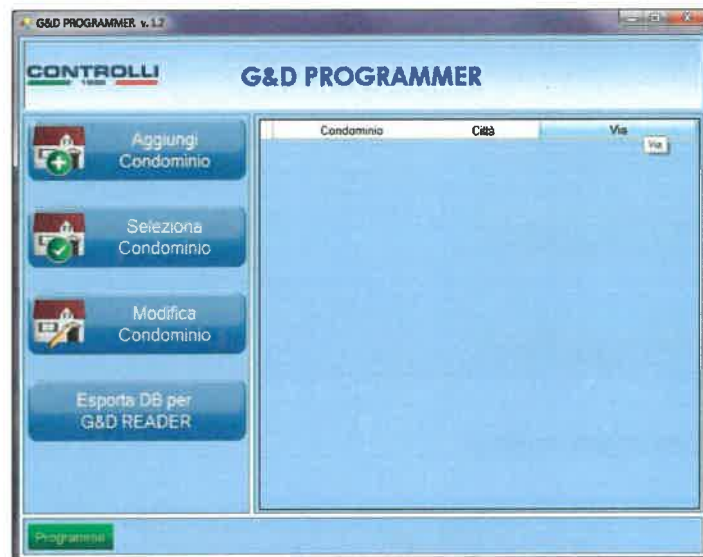 G&D PROGRAMMER v. 1.2
CONTROLLI
G&D PROGRAMMER
Aggiungi
Condominio
Seleziona
Condominio
Modifica
Condominio
Esporta DB per
G&D READER
Condominio Città Via
Via